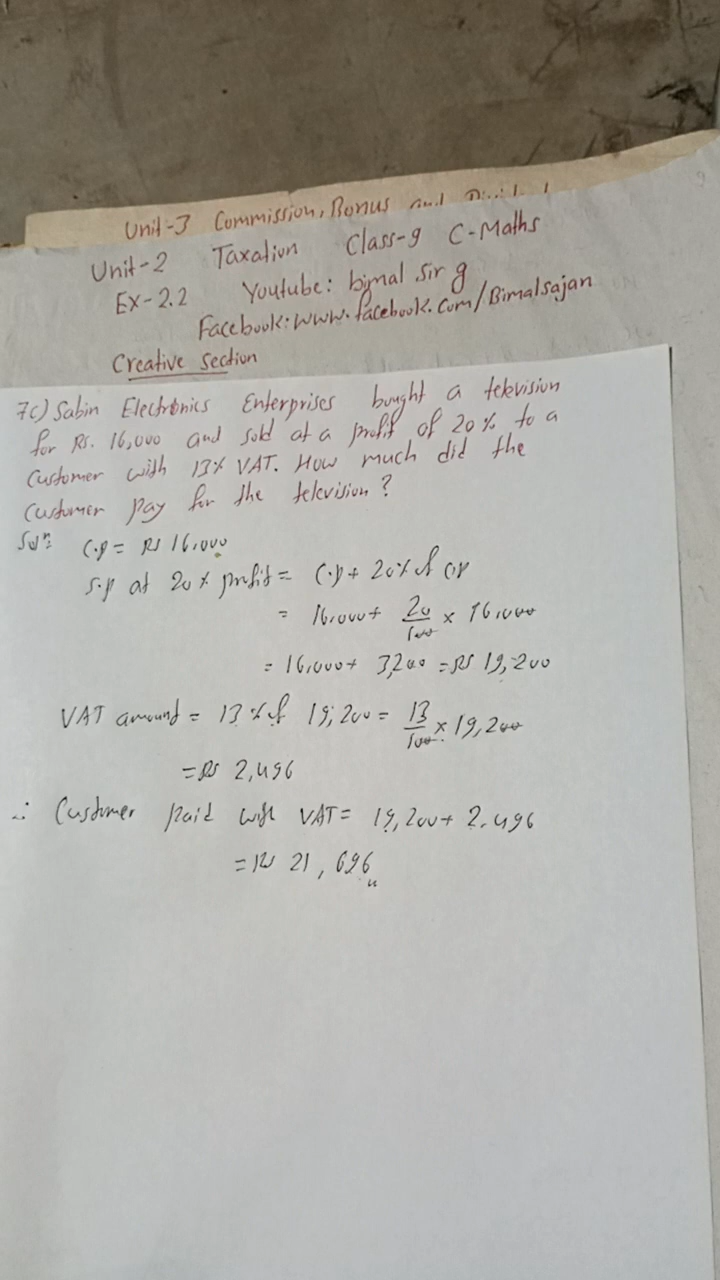 Unit-3 Commission, Bonus and
Unit-2 Taxation Class-9 C-Maths
Ex-2.2 Youtube: bimal sir g
Facebook: www.facebook.com/Bimalsajan
Creative section
7c) Sabin Electronics Enterprises bought a television
for Rs. 16,000 and sold at a profit of 20% to a
customer with 13% VAT. How much did the
customer pay for the television?
Solⁿ: C.P = Rs 16,000
S.P at 20% profit = C.P + 20% of CP
= 16,000 + 20/100 × 16,000
= 16,000 + 3,200 = Rs 19,200
VAT amount = 13% of 19,200 = 13/100 × 19,200
= Rs 2,496
∴ Customer paid with VAT = 19,200 + 2,496
= Rs 21,696